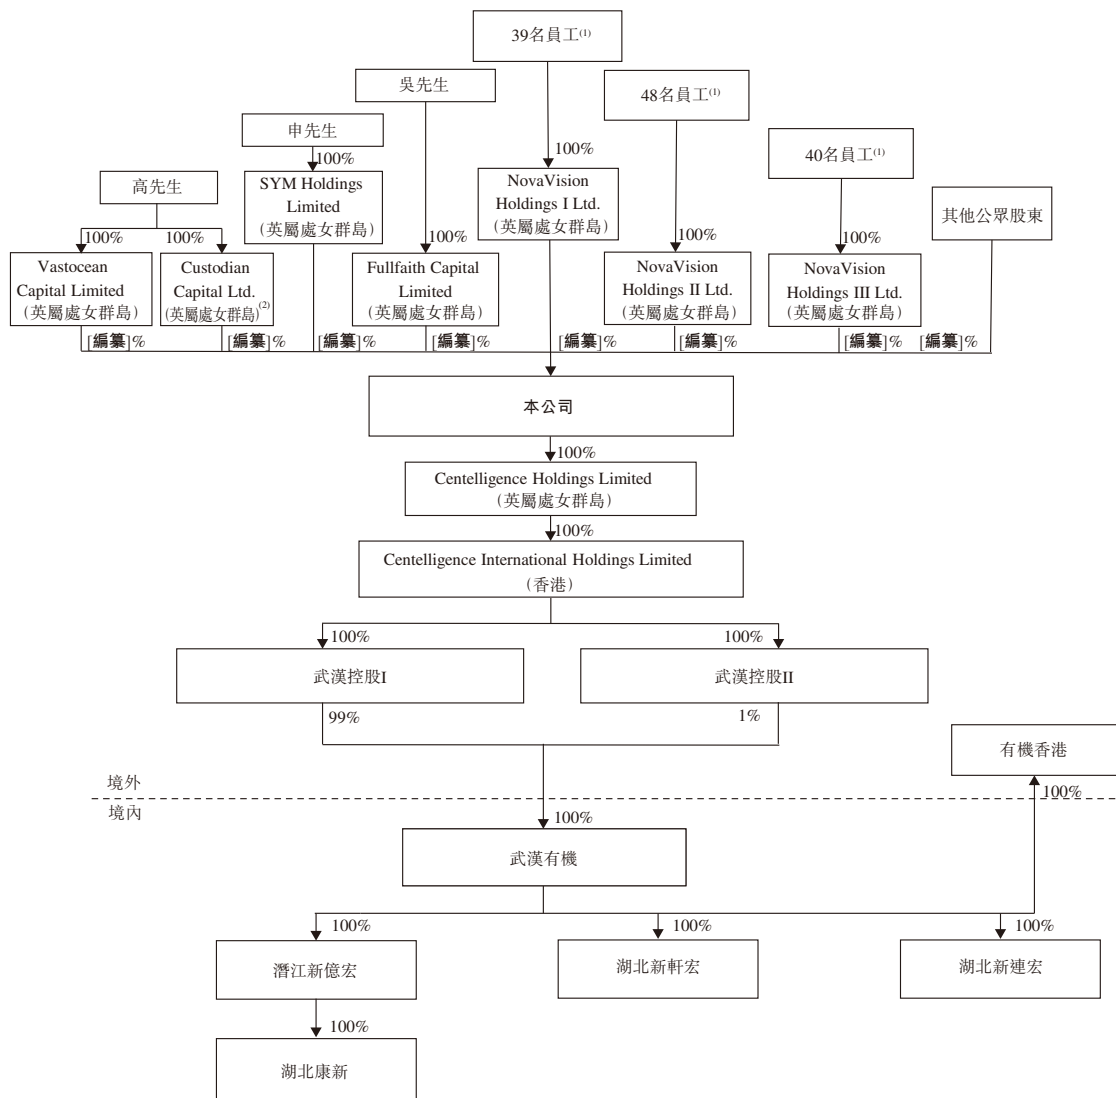 39名員工(1)
吳先生
48名員工(1)
申先生
40名員工(1)
100%
100%
高先生
SYM Holdings
Limited
(英屬處女群島)
NovaVision
Holdings I Ltd.
(英屬處女群島)
其他公眾股東
100%
100%
100%
100%
100%
Vastocean
Capital Limited
(英屬處女群島)
Custodian
Capital Ltd.
(英屬處女群島)(2)
Fullfaith Capital
Limited
(英屬處女群島)
NovaVision
Holdings II Ltd.
(英屬處女群島)
NovaVision
Holdings III Ltd.
(英屬處女群島)
[編纂]%
[編纂]%
[編纂]%
[編纂]%
[編纂]%
[編纂]%
[編纂]%
[編纂]%
本公司
100%
Centelligence Holdings Limited
(英屬處女群島)
100%
Centelligence International Holdings Limited
(香港)
100%
100%
武漢控股I
武漢控股II
99%
1%
有機香港
境外
100%
境內
100%
武漢有機
100%
100%
100%
潛江新億宏
湖北新軒宏
湖北新連宏
100%
湖北康新